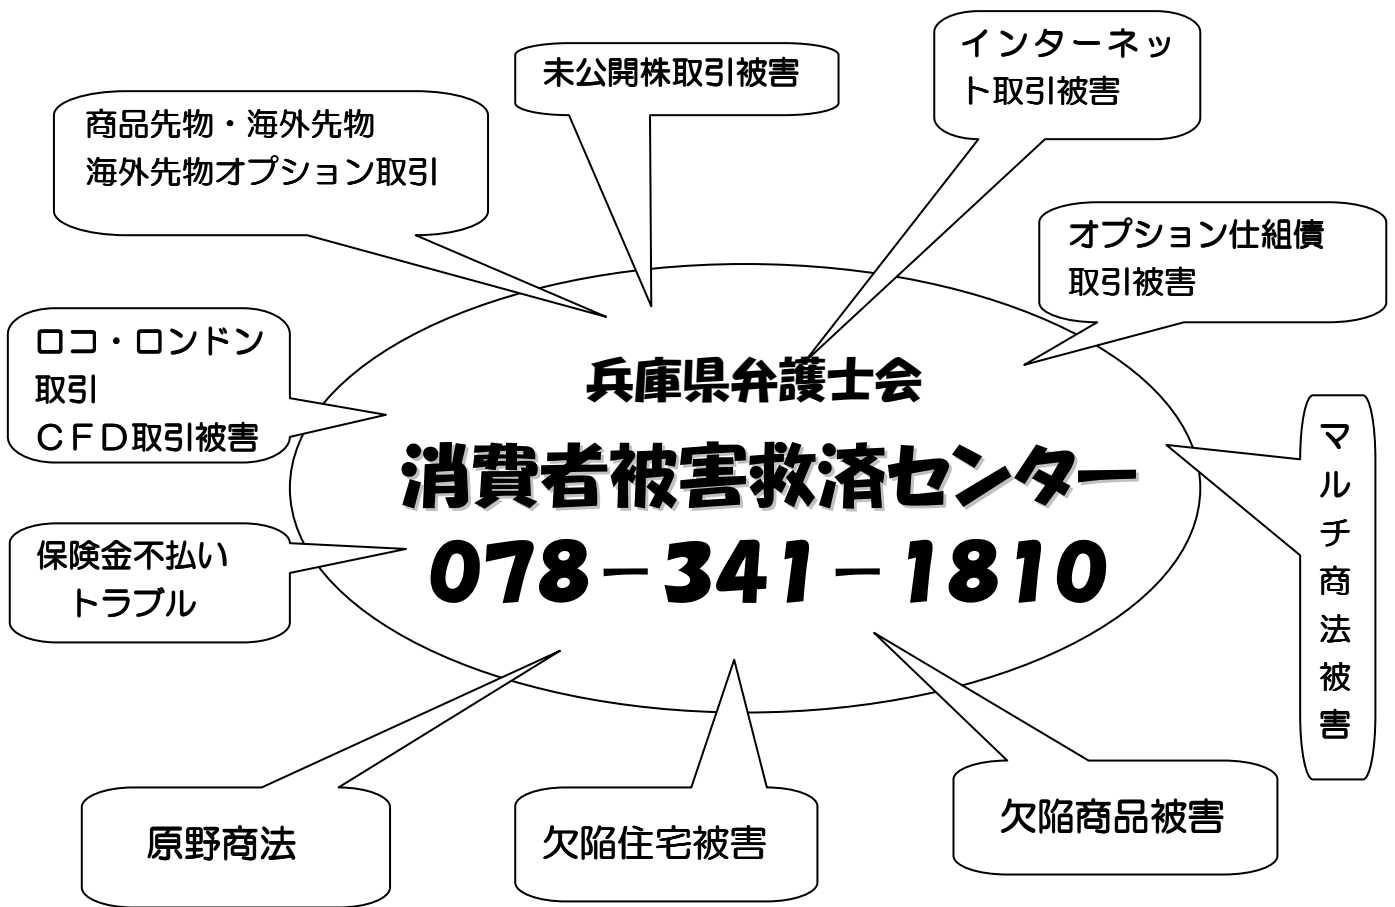 インターネッ
ト取引被害
未公開株取引被害
商品先物・海外先物
海外先物オプション取引
オプション仕組債
取引被害
ロコ・ロンドン
取引
ＣＦＤ取引被害
兵庫県弁護士会
消費者被害救済センター
078－341－1810
マルチ商法被害
保険金不払い
トラブル
原野商法
欠陥住宅被害
欠陥商品被害